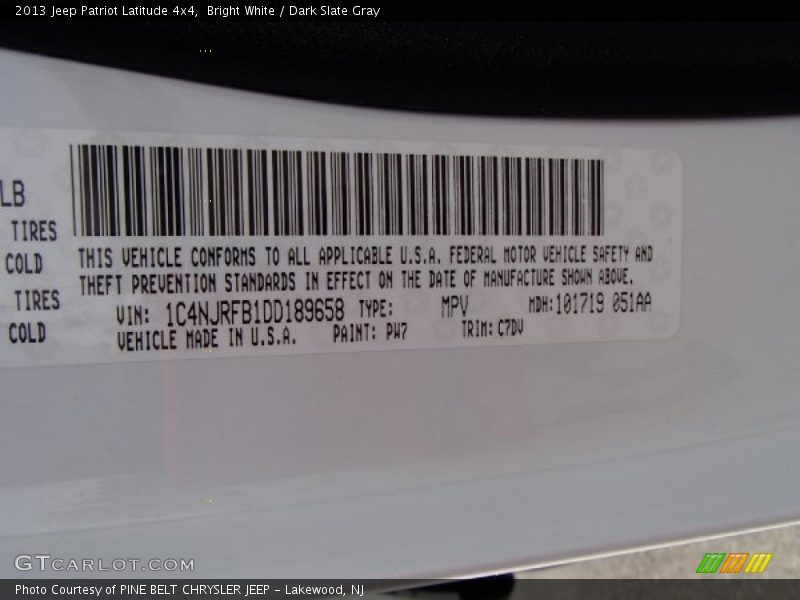 2013 Jeep Patriot Latitude 4x4,  Bright White / Dark Slate Gray
LB
TIRES
COLD
TIRES
COLD
THIS VEHICLE CONFORMS TO ALL APPLICABLE U.S.A. FEDERAL MOTOR VEHICLE SAFETY AND
THEFT PREVENTION STANDARDS IN EFFECT ON THE DATE OF MANUFACTURE SHOWN ABOVE.
VIN: 1C4NJRFB1DD189658 TYPE: MPV MDH:101719 051AA
VEHICLE MADE IN U.S.A. PAINT: PW7 TRIM: C7DV
GTCARLOT.COM
Photo Courtesy of PINE BELT CHRYSLER JEEP – Lakewood, NJ